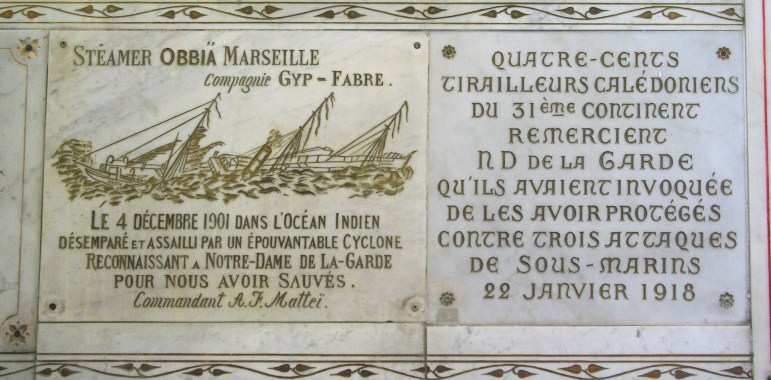 STÉAMER OBBIÄ MARSEILLE
Compagnie GYP-FABRE.
LE 4 DÉCEMBRE 1901 DANS L'OCÉAN INDIEN
DÉSEMPARÉ ET ASSAILLI PAR UN ÉPOUVANTABLE CYCLONE
RECONNAISSANT A NOTRE-DAME DE LA-GARDE
POUR NOUS AVOIR SAUVÉS.
Commandant A.F. Matteï.
QUATRE-CENTS
TIRAILLEURS CALÉDONIENS
DU 31ème CONTINENT
REMERCIENT
ND DE LA GARDE
QU'ILS AVAIENT INVOQUÉE
DE LES AVOIR PROTÉGÉS
CONTRE TROIS ATTAQUES
DE SOUS-MARINS
22 JANVIER 1918